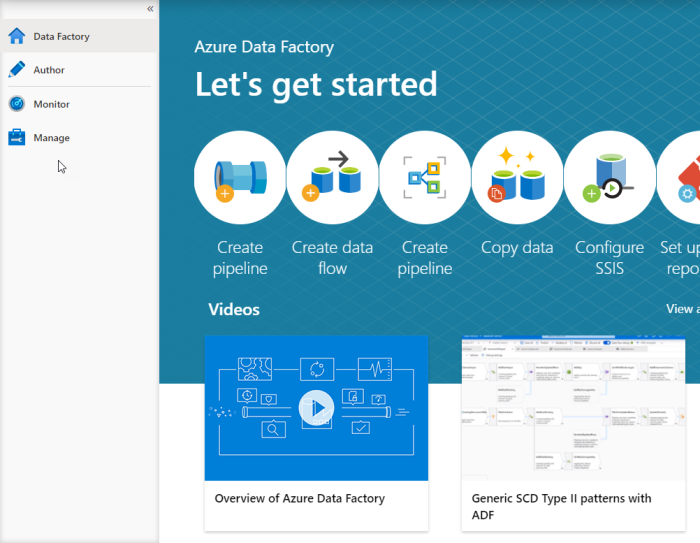 «
Data Factory
Author
Monitor
Manage
Azure Data Factory
Let's get started
Create
pipeline
Create data
flow
Create
pipeline
Copy data
Configure
SSIS
Set up
repo
Videos
View a
Overview of Azure Data Factory
Generic SCD Type II patterns with
ADF